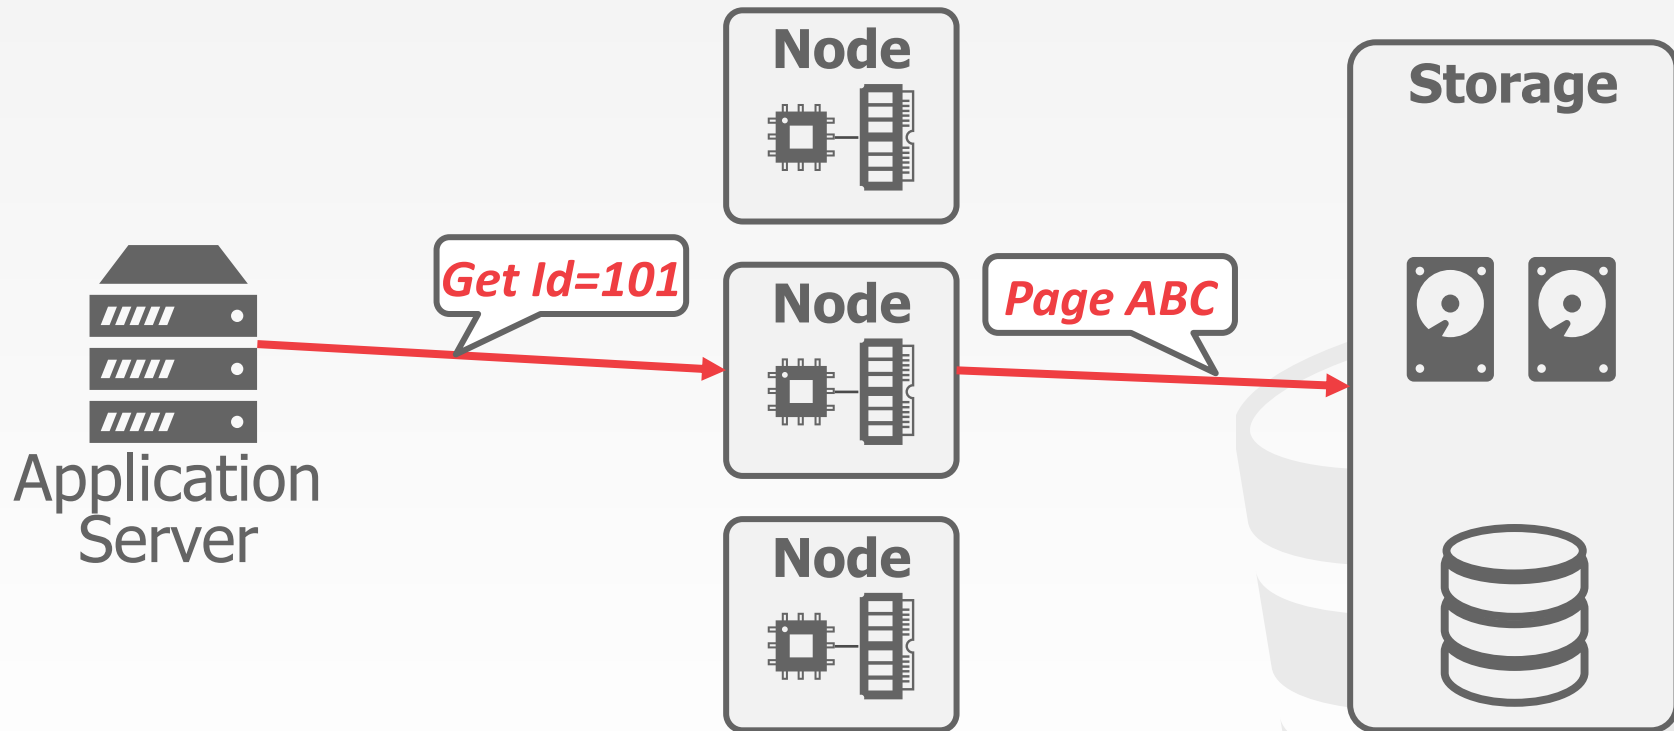 Node
Storage
Get Id=101
Node
Page ABC
Application
Server
Node